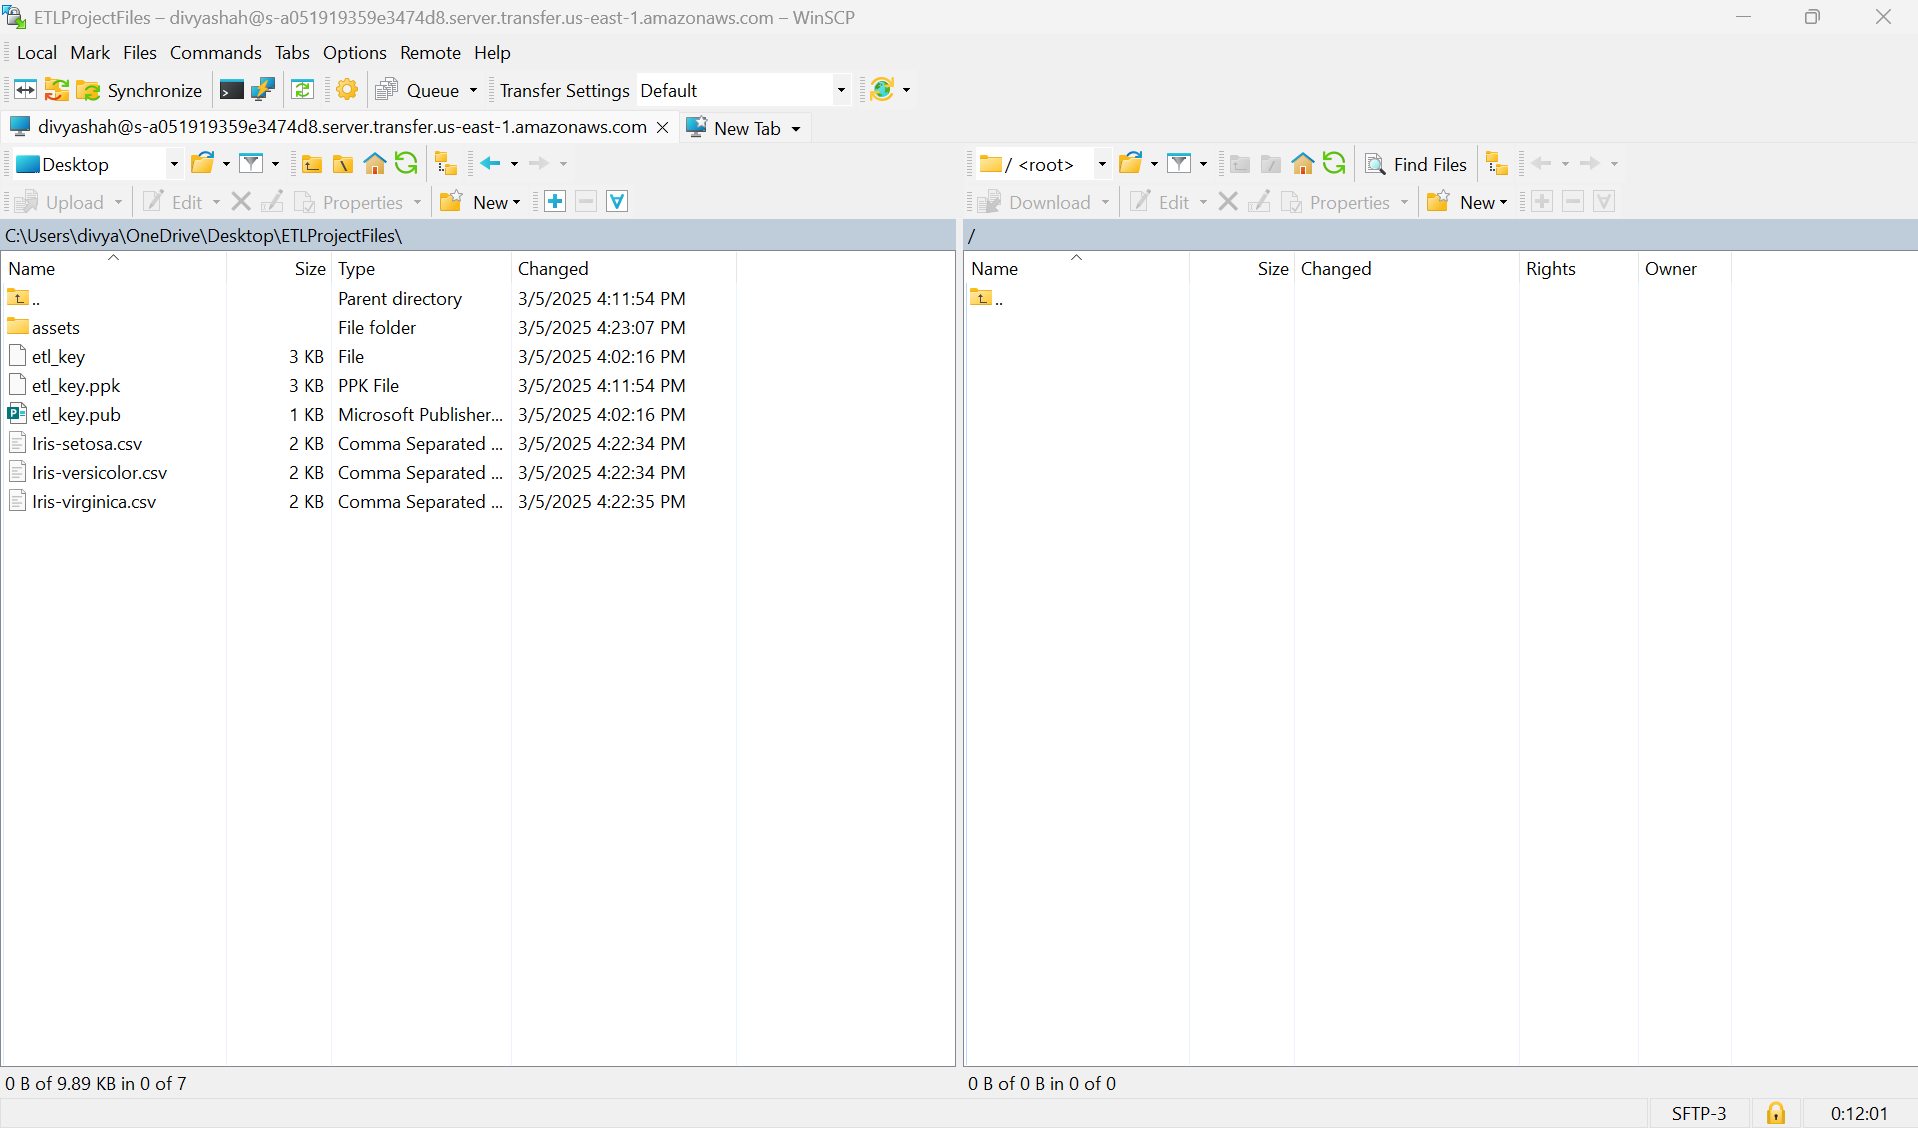 ETLProjectFiles – divyashah@s-a051919359e3474d8.server.transfer.us-east-1.amazonaws.com – WinSCP
Local Mark Files Commands Tabs Options Remote Help
Synchronize Queue Transfer Settings Default
divyashah@s-a051919359e3474d8.server.transfer.us-east-1.amazonaws.com New Tab
Desktop / <root> Find Files
Upload Edit Properties New Download Edit Properties New
C:\Users\divya\OneDrive\Desktop\ETLProjectFiles\ /
Name Size Type Changed Name Size Changed Rights Owner
.. Parent directory 3/5/2025 4:11:54 PM ..
assets File folder 3/5/2025 4:23:07 PM
etl_key 3 KB File 3/5/2025 4:02:16 PM
etl_key.ppk 3 KB PPK File 3/5/2025 4:11:54 PM
etl_key.pub 1 KB Microsoft Publisher... 3/5/2025 4:02:16 PM
Iris-setosa.csv 2 KB Comma Separated ... 3/5/2025 4:22:34 PM
Iris-versicolor.csv 2 KB Comma Separated ... 3/5/2025 4:22:34 PM
Iris-virginica.csv 2 KB Comma Separated ... 3/5/2025 4:22:35 PM
0 B of 9.89 KB in 0 of 7 0 B of 0 B in 0 of 0
SFTP-3 0:12:01